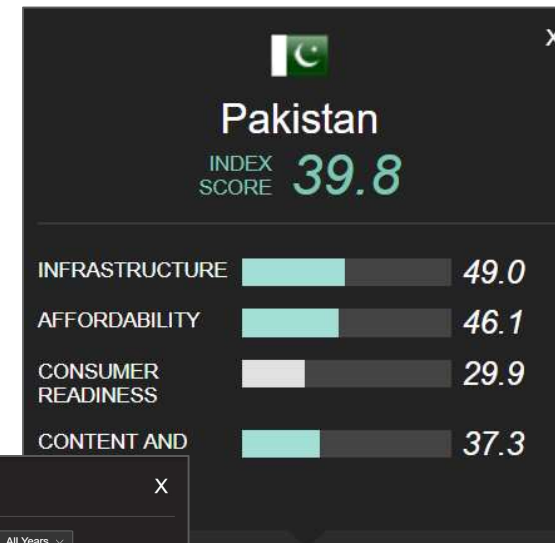 X
Pakistan
INDEX
SCORE 39.8
INFRASTRUCTURE 49.0
AFFORDABILITY 46.1
CONSUMER
READINESS 29.9
CONTENT AND 37.3
X
All Years